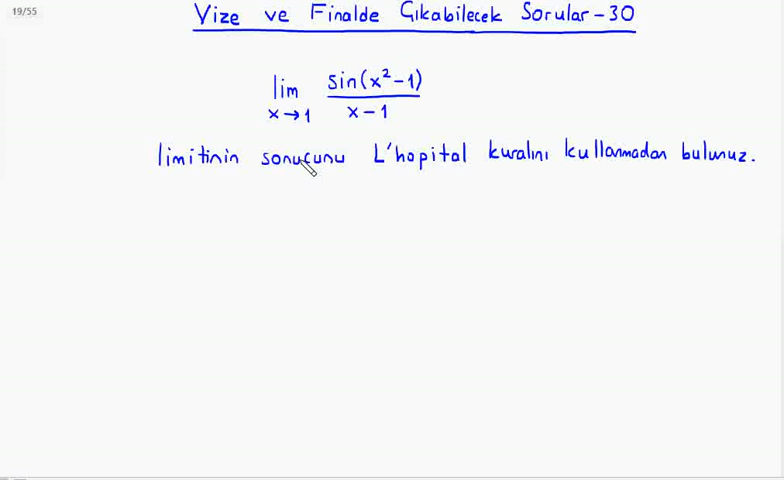 19/55
Vize ve Finalde Çıkabilecek Sorular-30
lim sin(x²-1)
x→1 x-1
limitinin sonucunu L'hopital kuralını kullanmadan bulunuz.